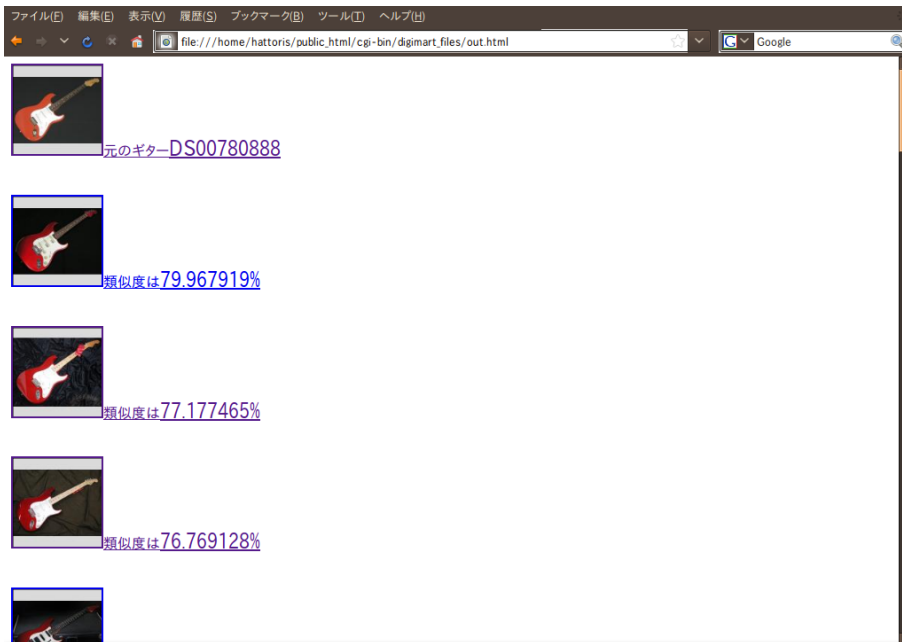 ファイル(F) 編集(E) 表示(V) 履歴(S) ブックマーク(B) ツール(T) ヘルプ(H)
file:///home/hattoris/public_html/cgi-bin/digimart_files/out.html G Google
元のギターDS00780888
類似度は79.967919%
類似度は77.177465%
類似度は76.769128%